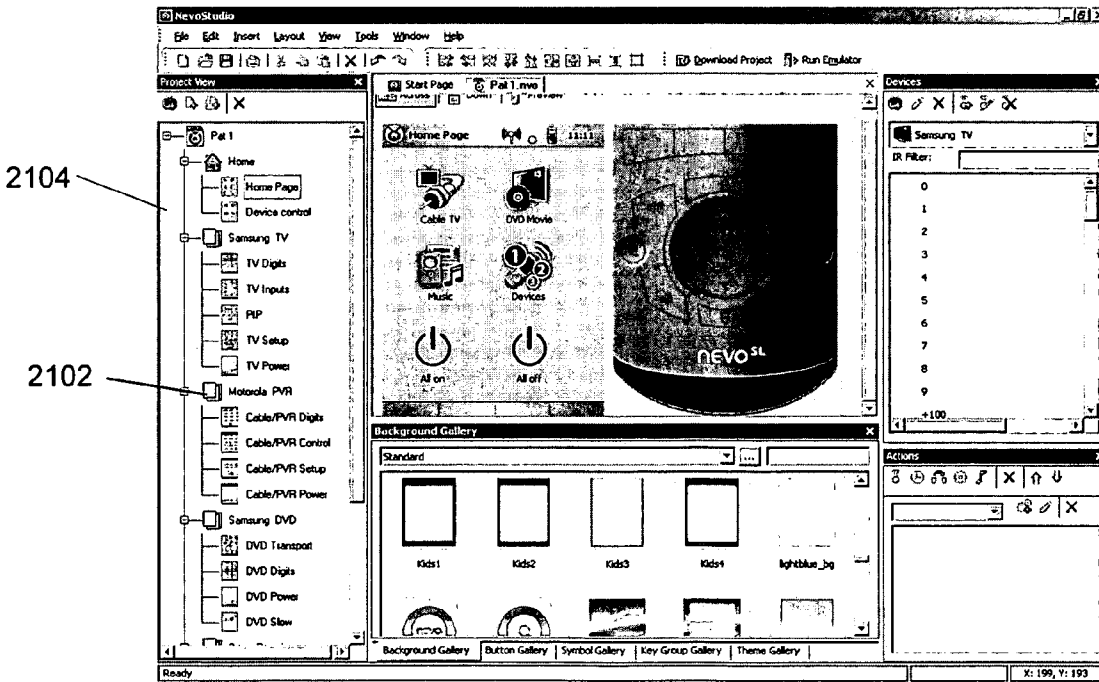 NevoStudio
File Edit Insert Layout View Tools Window Help
Download Project Run Emulator
Project View
Start Page Pat 1.nvo
Across Down Preview
Devices
Pat 1
Home
Home Page
Device control
Samsung TV
TV Digits
TV Inputs
PIP
TV Setup
TV Power
Motorola PVR
Cable/PVR Digits
Cable/PVR Control
Cable/PVR Setup
Cable/PVR Power
Samsung DVD
DVD Transport
DVD Digits
DVD Power
DVD Slow
2104
2102
Home Page 11:11
Cable TV DVD Movie
Music Devices
1 2 3
All on All off
nevo SL
Samsung TV
IR Filter:
0
1
2
3
4
5
6
7
8
9
+100
Background Gallery
Standard ...
Kids1 Kids2 Kids3 Kids4 lightblue_bg
Background Gallery Button Gallery Symbol Gallery Key Group Gallery Theme Gallery
Actions
Ready X: 199, Y: 193